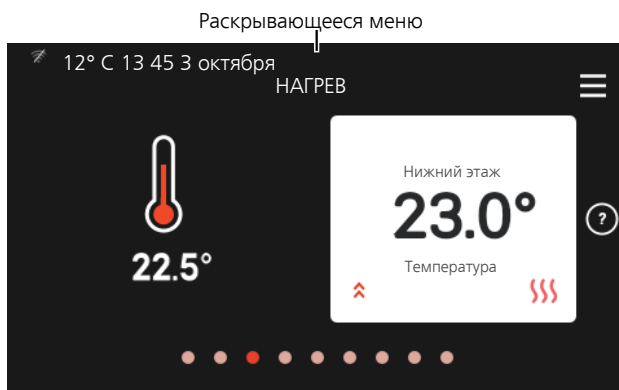 Раскрывающееся меню
12° C 13 45 3 октября
НАГРЕВ
Нижний этаж
23.0°
?
22.5°
Температура